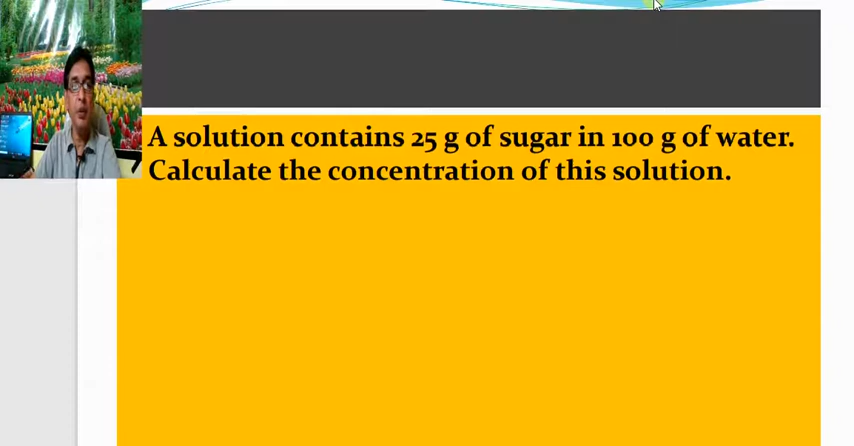 A solution contains 25 g of sugar in 100 g of water.
Calculate the concentration of this solution.